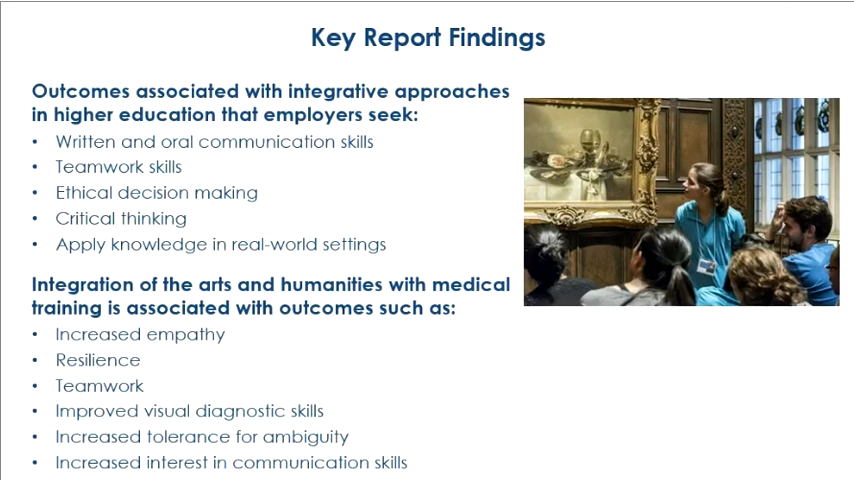 Key Report Findings
Outcomes associated with integrative approaches
in higher education that employers seek:
• Written and oral communication skills
• Teamwork skills
• Ethical decision making
• Critical thinking
• Apply knowledge in real-world settings
Integration of the arts and humanities with medical
training is associated with outcomes such as:
• Increased empathy
• Resilience
• Teamwork
• Improved visual diagnostic skills
• Increased tolerance for ambiguity
• Increased interest in communication skills